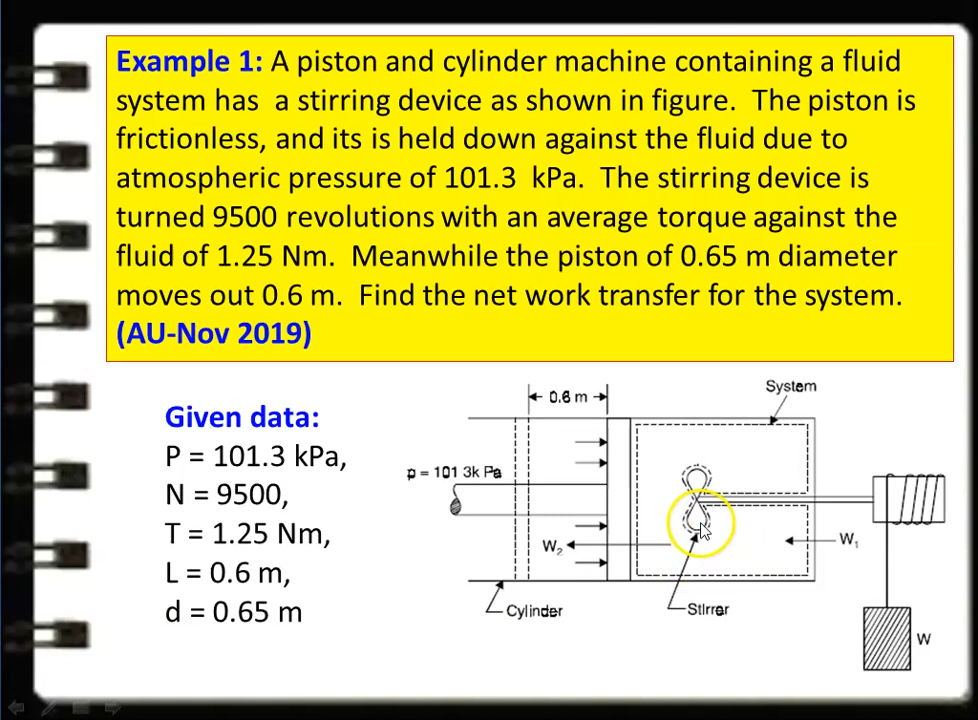 Example 1: A piston and cylinder machine containing a fluid
system has a stirring device as shown in figure. The piston is
frictionless, and its is held down against the fluid due to
atmospheric pressure of 101.3 kPa. The stirring device is
turned 9500 revolutions with an average torque against the
fluid of 1.25 Nm. Meanwhile the piston of 0.65 m diameter
moves out 0.6 m. Find the net work transfer for the system.
(AU-Nov 2019)
Given data:
P = 101.3 kPa,
N = 9500,
T = 1.25 Nm,
L = 0.6 m,
d = 0.65 m
System
0.6 m
p = 101 3k Pa
W₂
W₁
Cylinder
Stirrer
W